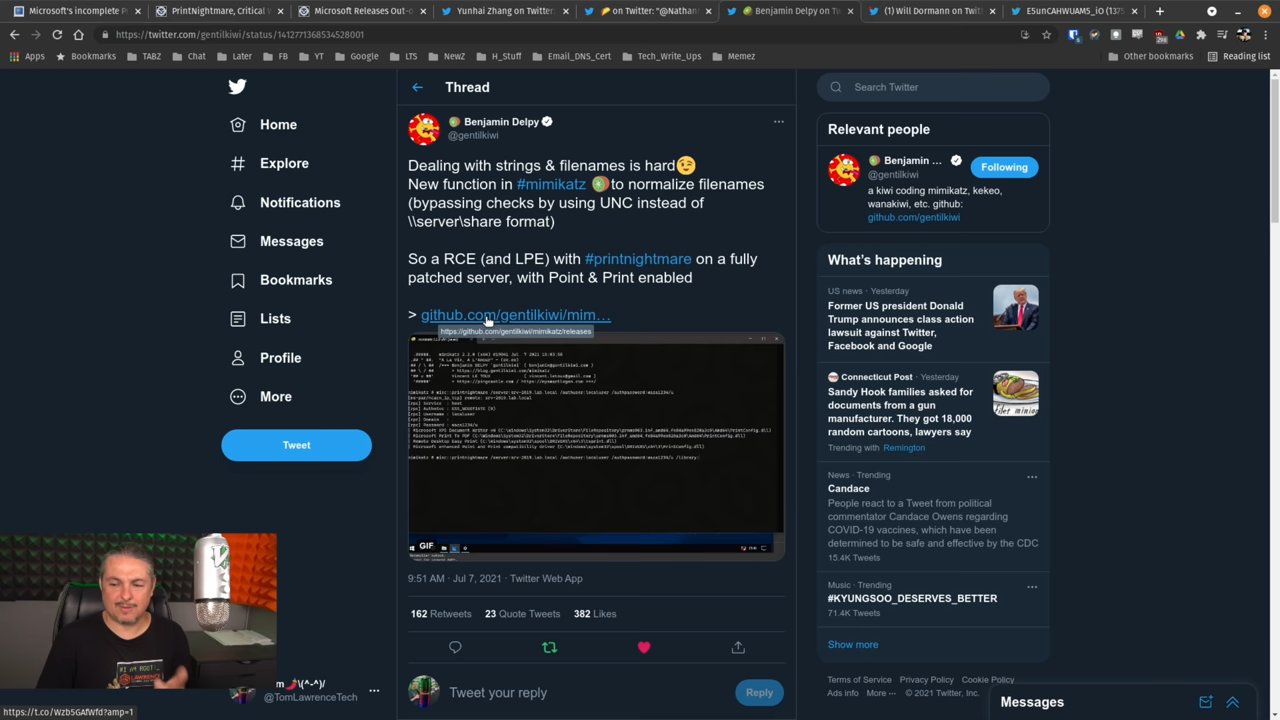 Microsoft's incomplete P
PrintNightmare, Critical W
Microsoft Releases Out-o
Yunhai Zhang on Twitter:
on Twitter: "@Nathan
Benjamin Delpy on Tw
(1) Will Dormann on Twit
E5unCAHWUAM5_iO (137
https://twitter.com/gentilkiwi/status/1412771368534528001
Apps
Bookmarks
TABZ
Chat
Later
FB
YT
Google
LTS
NewZ
H_Stuff
Email_DNS_Cert
Tech_Write_Ups
Memez
Other bookmarks
Reading list
Home
Explore
Notifications
Messages
Bookmarks
Lists
Profile
More
Tweet
Thread
Benjamin Delpy
@gentilkiwi
Dealing with strings & filenames is hard
New function in #mimikatz to normalize filenames
(bypassing checks by using UNC instead of
\\server\share format)
So a RCE (and LPE) with #printnightmare on a fully
patched server, with Point & Print enabled
> github.com/gentilkiwi/mim…
https://github.com/gentilkiwi/mimikatz/releases
GIF
9:51 AM · Jul 7, 2021 · Twitter Web App
162 Retweets 23 Quote Tweets 382 Likes
Tweet your reply
Reply
Search Twitter
Relevant people
Benjamin ...
@gentilkiwi
Following
a kiwi coding mimikatz, kekeo,
wanakiwi, etc. github:
github.com/gentilkiwi
What's happening
US news · Yesterday
Former US president Donald
Trump announces class action
lawsuit against Twitter,
Facebook and Google
Connecticut Post · Yesterday
Sandy Hook families asked for
documents from a gun
manufacturer. They got 18,000
random cartoons, lawyers say
Trending with Remington
News · Trending
Candace
People react to a Tweet from political
commentator Candace Owens regarding
COVID-19 vaccines, which have been
determined to be safe and effective by the CDC
15.4K Tweets
Music · Trending
#KYUNGSOO_DESERVES_BETTER
71.4K Tweets
Show more
Terms of Service Privacy Policy Cookie Policy
Ad Info More ··· © 2021 Twitter, Inc.
Messages
LAWRENCE
m \(^-^)/
@TomLawrenceTech
https://t.co/Wzb5GAfWfd?amp=1